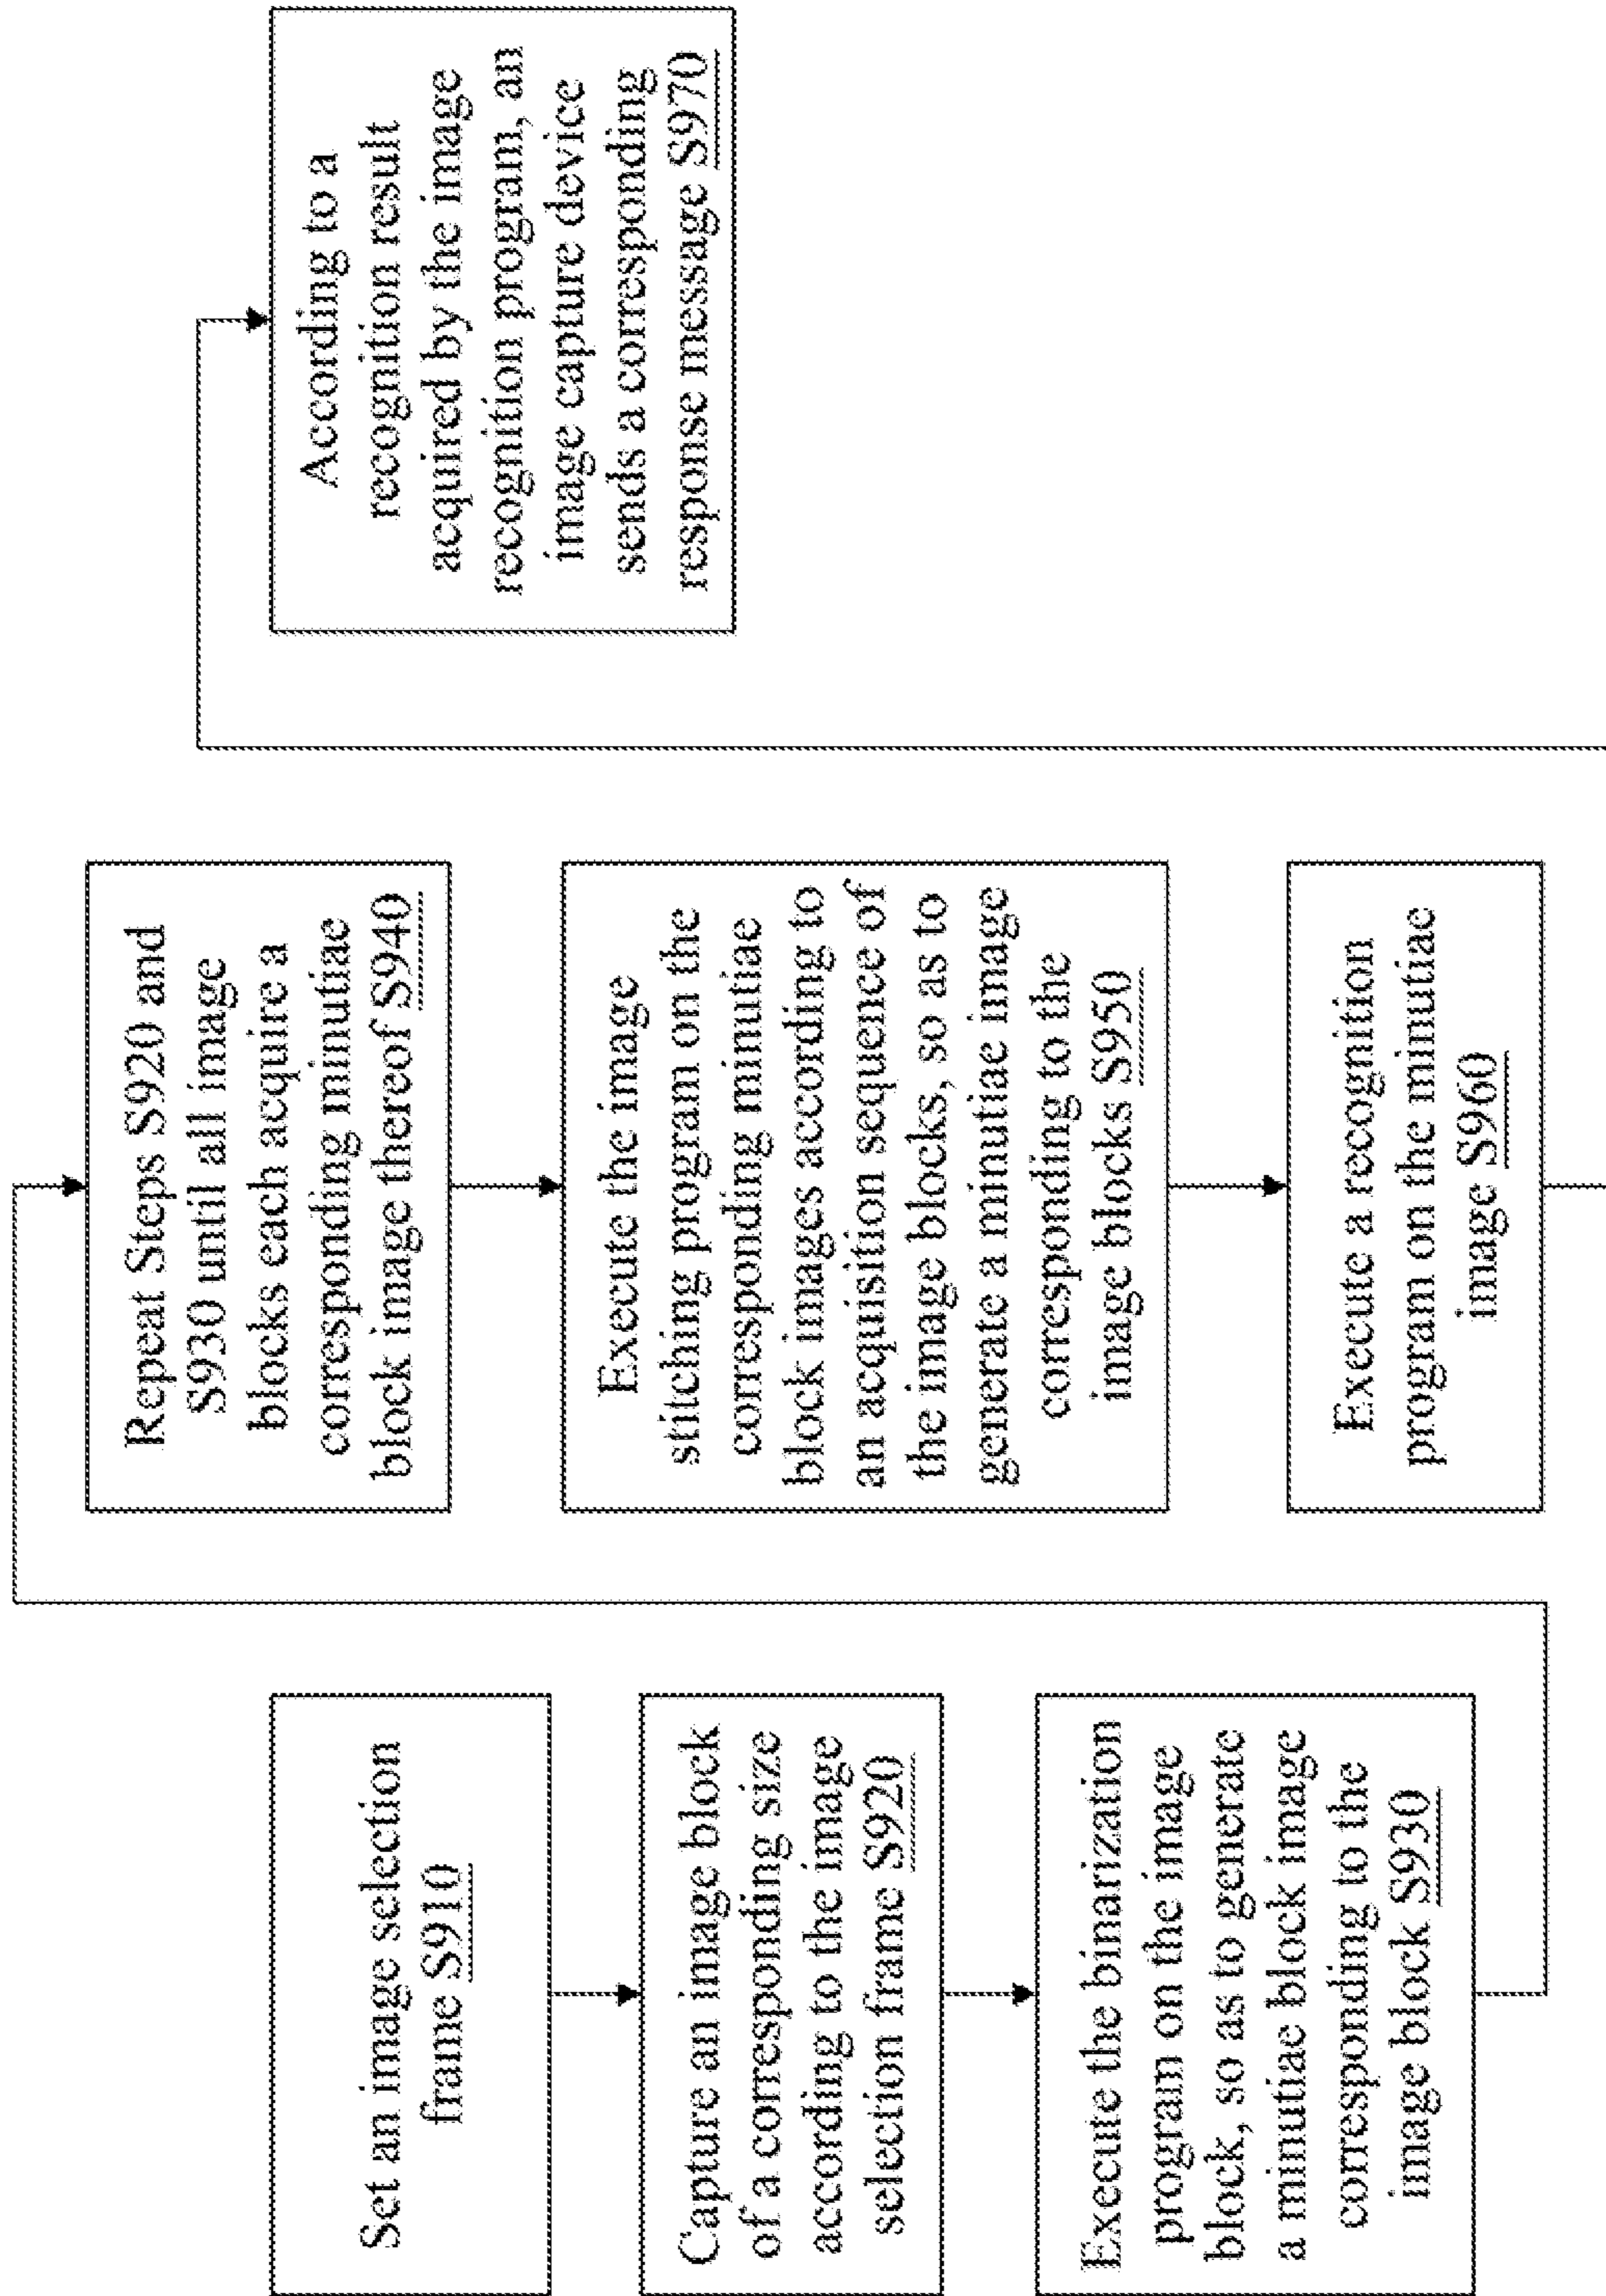 Set an image selection
frame S910
Capture an image block
of a corresponding size
according to the image
selection frame S920
Execute the binarization
program on the image
block, so as to generate
a minutiae block image
corresponding to the
image block S930
Repeat Steps S920 and
S930 until all image
blocks each acquire a
corresponding minutiae
block image thereof S940
Execute the image
stitching program on the
corresponding minutiae
block images according to
an acquisition sequence of
the image blocks, so as to
generate a minutiae image
corresponding to the
image blocks S950
Execute a recognition
program on the minutiae
image S960
According to a
recognition result
acquired by the image
recognition program, an
image capture device
sends a corresponding
response message S970